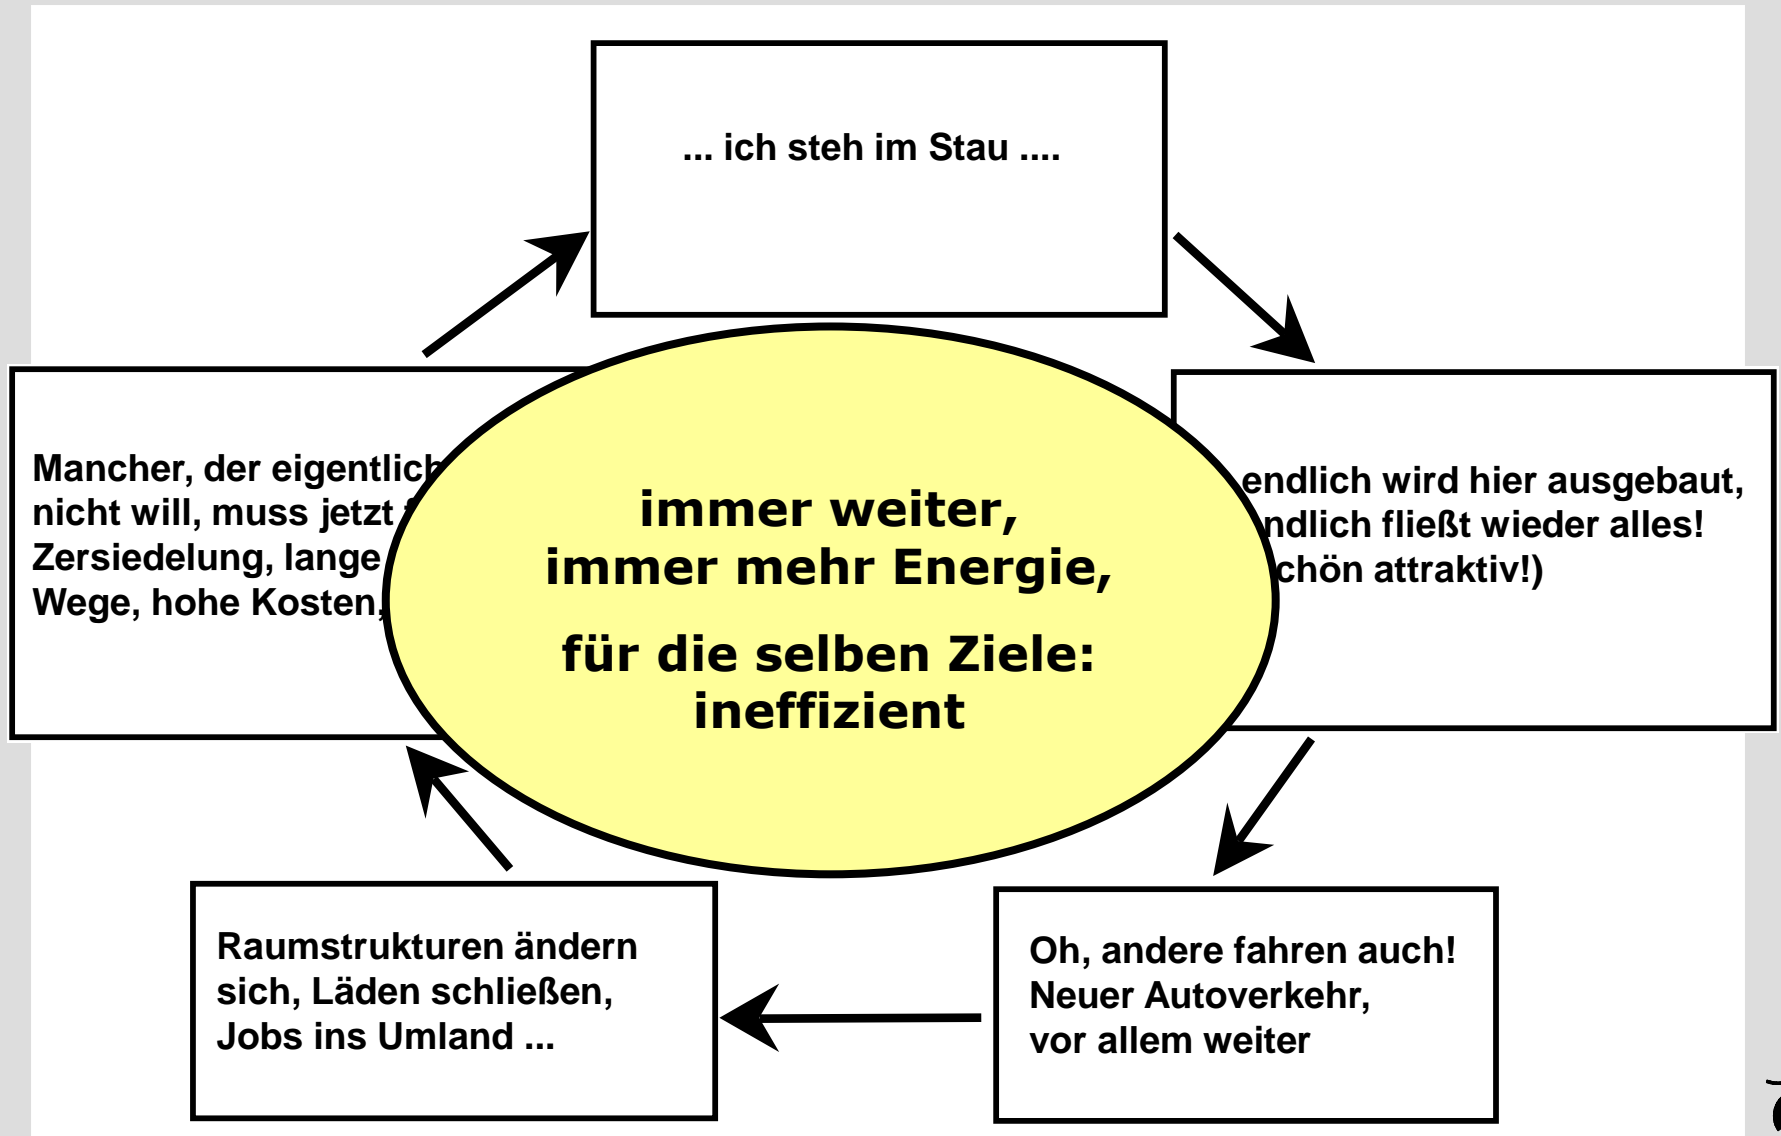 ... ich steh im Stau ....
endlich wird hier ausgebaut,
fließt wieder alles!
attraktiv!)
Oh, andere fahren auch!
Neuer Autoverkehr,
vor allem weiter
Raumstrukturen ändern
sich, Läden schließen,
Jobs ins Umland ...
Mancher, der eigentlich
nicht will, muss jetzt
Zersiedelung, lange
Wege, hohe Kosten,
immer weiter,
immer mehr Energie,
für die selben Ziele:
ineffizient